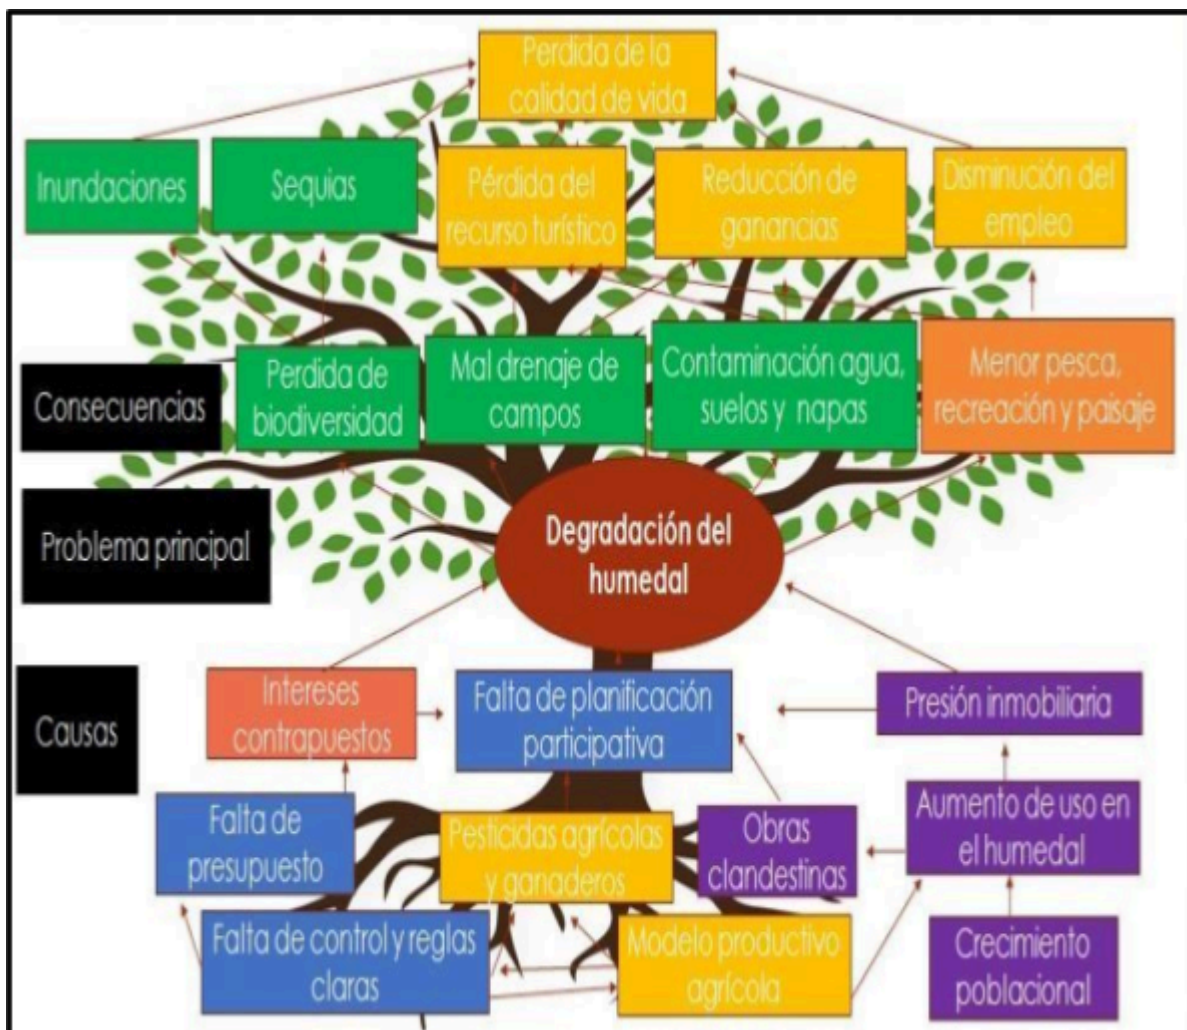 Perdida de la
calidad de vida
Inundaciones
Sequias
Pérdida del
recurso turístico
Reducción de
ganancias
Disminución del
empleo
Consecuencias
Perdida de
biodiversidad
Mal drenaje de
campos
Contaminación agua,
suelos y napas
Menor pesca,
recreación y paisaje
Problema principal
Degradación del
humedal
Causas
Intereses
contrapuestos
Falta de planificación
participativa
Presión inmobiliaria
Falta de
presupuesto
Pesticidas agrícolas
y ganaderos
Obras
clandestinas
Aumento de uso en
el humedal
Falta de control y reglas
claras
Modelo productivo
agrícola
Crecimiento
poblacional